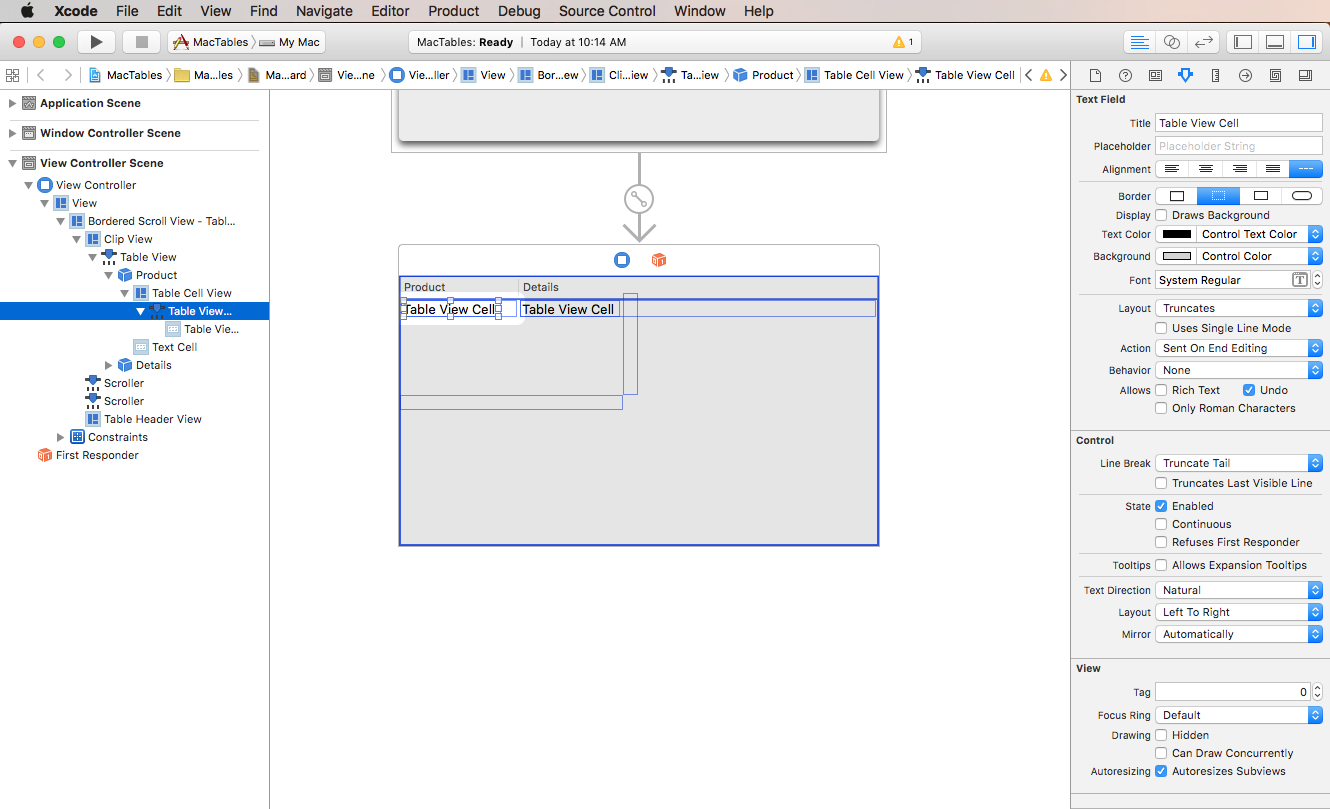 Xcode File Edit View Find Navigate Editor Product Debug Source Control Window Help
MacTables My Mac MacTables: Ready | Today at 10:14 AM 1
MacTables Ma...les Ma...ard Vie...ne Vie...ller View Bor...ew Cli...iew Ta...iew Product Table Cell View Table View Cell
Application Scene
Window Controller Scene
View Controller Scene
View Controller
View
Bordered Scroll View - Tabl...
Clip View
Table View
Product
Table Cell View
Table View...
Table Vie...
Text Cell
Details
Scroller
Scroller
Table Header View
Constraints
First Responder
Product Details
Table View Cell Table View Cell
Text Field
Title Table View Cell
Placeholder Placeholder String
Alignment
Border
Display Draws Background
Text Color Control Text Color
Background Control Color
Font System Regular
Layout Truncates
Uses Single Line Mode
Action Sent On End Editing
Behavior None
Allows Rich Text Undo
Only Roman Characters
Control
Line Break Truncate Tail
Truncates Last Visible Line
State Enabled
Continuous
Refuses First Responder
Tooltips Allows Expansion Tooltips
Text Direction Natural
Layout Left To Right
Mirror Automatically
View
Tag 0
Focus Ring Default
Drawing Hidden
Can Draw Concurrently
Autoresizing Autoresizes Subviews